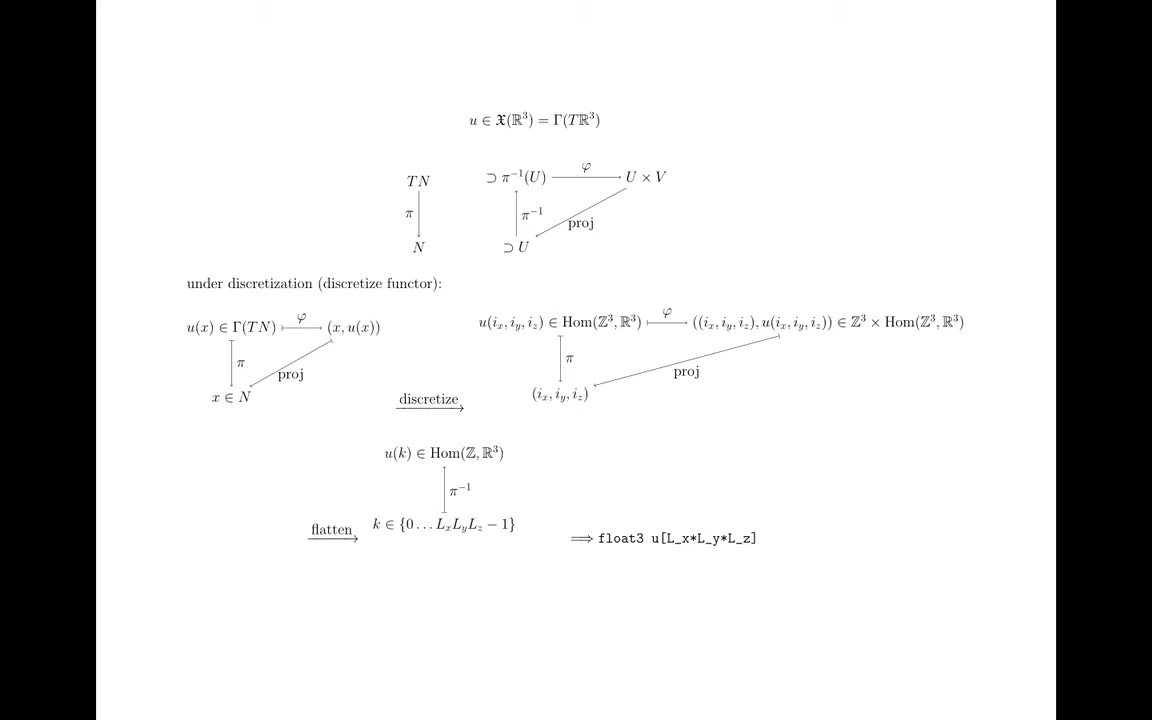 u ∈ 𝔛(ℝ³) = Γ(Tℝ³)
TN ⊃ π⁻¹(U) φ U × V
π π⁻¹ proj
N ⊃ U
under discretization (discretize functor):
u(x) ∈ Γ(TN) φ (x, u(x)) u(i_x, i_y, i_z) ∈ Hom(ℤ³, ℝ³) φ ((i_x, i_y, i_z), u(i_x, i_y, i_z)) ∈ ℤ³ × Hom(ℤ³, ℝ³)
π proj π proj
x ∈ N discretize (i_x, i_y, i_z)
u(k) ∈ Hom(ℤ, ℝ³)
π⁻¹
flatten k ∈ {0 … L_xL_yL_z − 1} ⟹ float3 u[L_x*L_y*L_z]